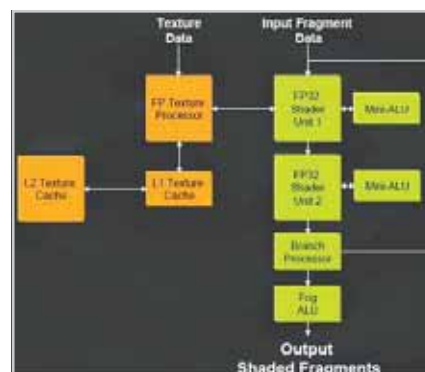 Texture
Data
Input Fragment
Data
FP Texture
Processor
FP32
Shader
Unit 1
Mini-ALU
L2 Texture
Cache
L1 Texture
Cache
FP32
Shader
Unit 2
Mini-ALU
Branch
Processor
Fog
ALU
Output
Shaded Fragments